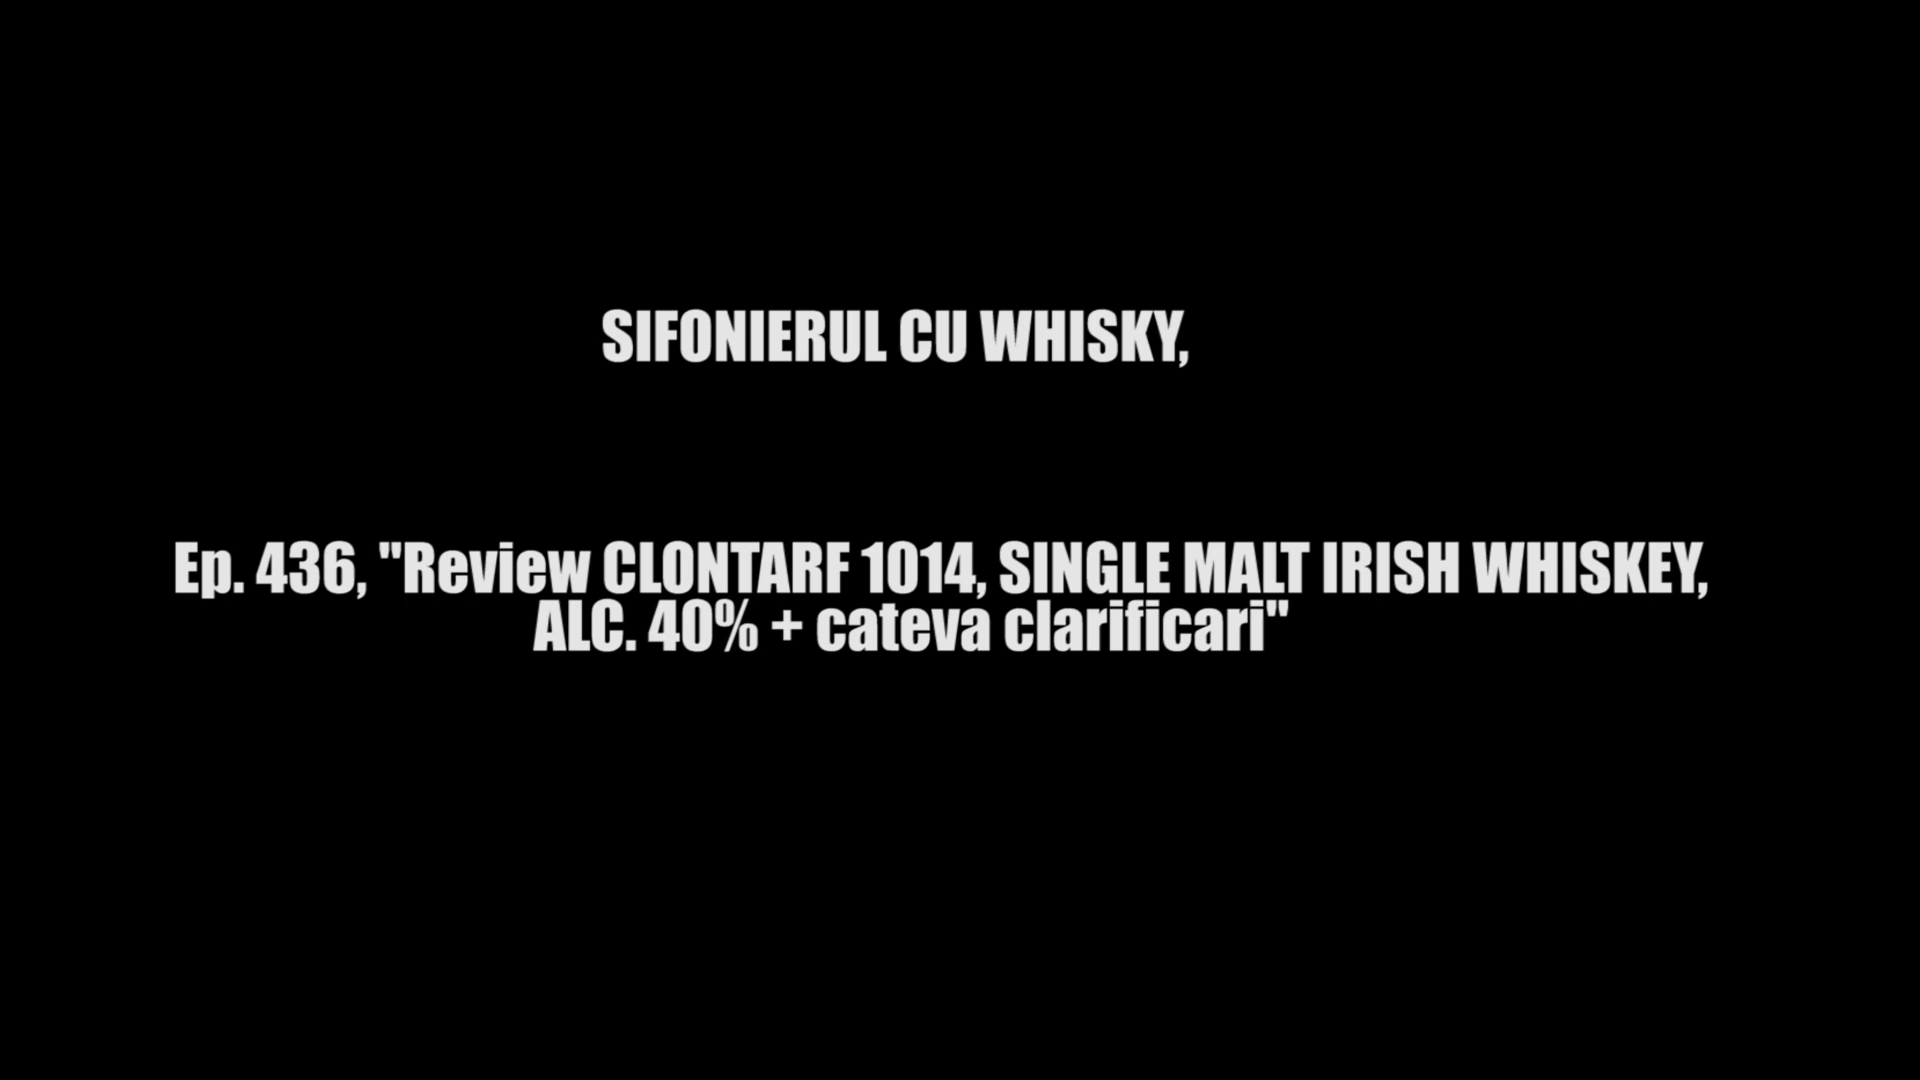 SIFONIERUL CU WHISKY,
Ep. 436, "Review CLONTARF 1014, SINGLE MALT IRISH WHISKEY,
ALC. 40% + cateva clarificari"